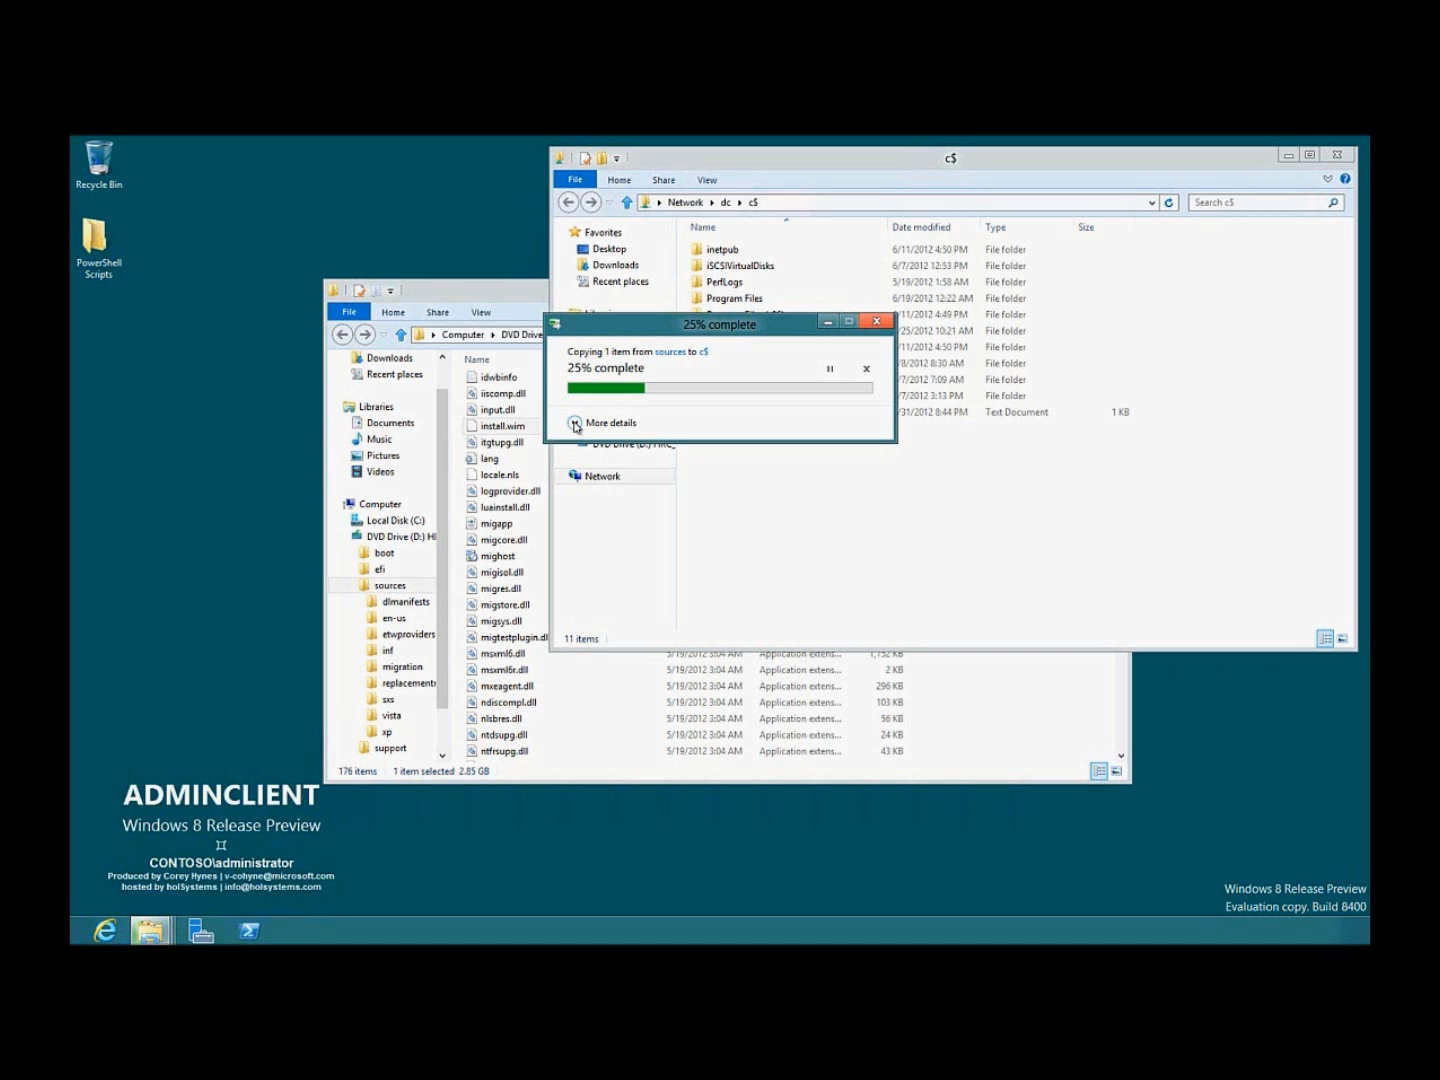 Recycle Bin
PowerShell
Scripts
c$
File Home Share View
Network dc c$
Search c$
Name Date modified Type Size
Favorites
Desktop
Downloads
Recent places
inetpub 6/11/2012 4:50 PM File folder
iSCSIVirtualDisks 6/7/2012 12:53 PM File folder
PerfLogs 5/19/2012 1:58 AM File folder
Program Files 6/19/2012 12:22 AM File folder
/11/2012 4:49 PM File folder
/25/2012 10:21 AM File folder
/11/2012 4:50 PM File folder
/8/2012 8:30 AM File folder
/7/2012 7:09 AM File folder
/7/2012 3:13 PM File folder
/31/2012 8:44 PM Text Document 1 KB
Network
11 items
25% complete
Copying 1 item from sources to c$
25% complete
More details
File Home Share View
Computer DVD Drive
Name
Downloads
Recent places
Libraries
Documents
Music
Pictures
Videos
Computer
Local Disk (C:)
DVD Drive (D:) H
boot
efi
sources
dlmanifests
en-us
etwproviders
inf
migration
replacement
sxs
vista
xp
support
idwbinfo
iiscomp.dll
input.dll
install.wim
itgtupg.dll
lang
locale.nls
logprovider.dll
luainstall.dll
migapp
migcore.dll
mighost
migisol.dll
migres.dll
migstore.dll
migsys.dll
migtestplugin.dl
msxml6.dll 5/19/2012 3:04 AM Application extens... 1,752 KB
msxml6r.dll 5/19/2012 3:04 AM Application extens... 2 KB
mxeagent.dll 5/19/2012 3:04 AM Application extens... 296 KB
ndiscompl.dll 5/19/2012 3:04 AM Application extens... 103 KB
nlsbres.dll 5/19/2012 3:04 AM Application extens... 56 KB
ntdsupg.dll 5/19/2012 3:04 AM Application extens... 24 KB
ntfrsupg.dll 5/19/2012 3:04 AM Application extens... 43 KB
176 items 1 item selected 2.85 GB
ADMINCLIENT
Windows 8 Release Preview
CONTOSO\administrator
Produced by Corey Hynes | v-cohyne@microsoft.com
hosted by holSystems | info@holsystems.com
Windows 8 Release Preview
Evaluation copy. Build 8400